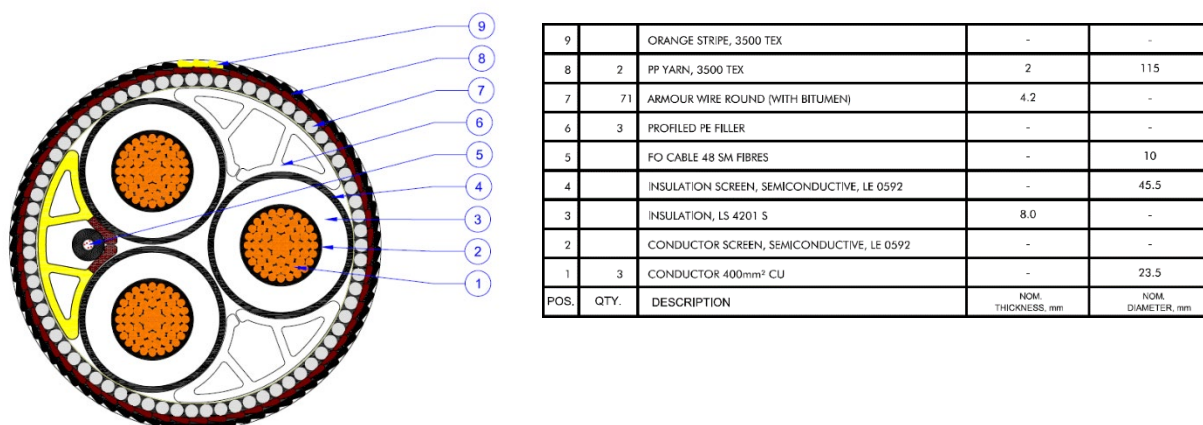 9
8
7
6
5
4
3
2
1
9 ORANGE STRIPE, 3500 TEX - -
8 2 PP YARN, 3500 TEX 2 115
7 71 ARMOUR WIRE ROUND (WITH BITUMEN) 4.2 -
6 3 PROFILED PE FILLER - -
5 FO CABLE 48 SM FIBRES - 10
4 INSULATION SCREEN, SEMICONDUCTIVE, LE 0592 - 45.5
3 INSULATION, LS 4201 S 8.0 -
2 CONDUCTOR SCREEN, SEMICONDUCTIVE, LE 0592 - -
1 3 CONDUCTOR 400mm² CU - 23.5
POS. QTY. DESCRIPTION NOM. THICKNESS, mm NOM. DIAMETER, mm